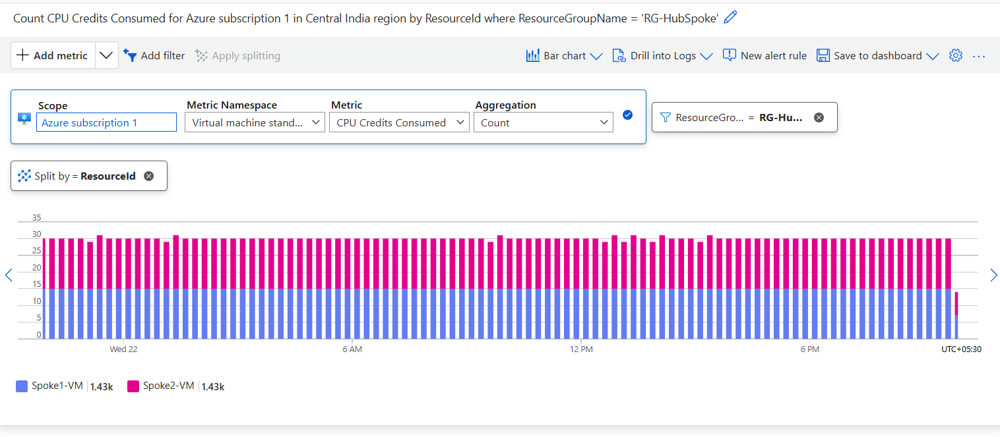 Count CPU Credits Consumed for Azure subscription 1 in Central India region by ResourceId where ResourceGroupName = 'RG-HubSpoke'
Add metric Add filter Apply splitting Bar chart Drill into Logs New alert rule Save to dashboard ...
Scope Metric Namespace Metric Aggregation
Azure subscription 1 Virtual machine stand... CPU Credits Consumed Count ResourceGro... = RG-Hu...
Split by = ResourceId
35
30
25
20
15
10
5
0
Wed 22 6 AM 12 PM 6 PM UTC+05:30
Spoke1-VM 1.43k Spoke2-VM 1.43k